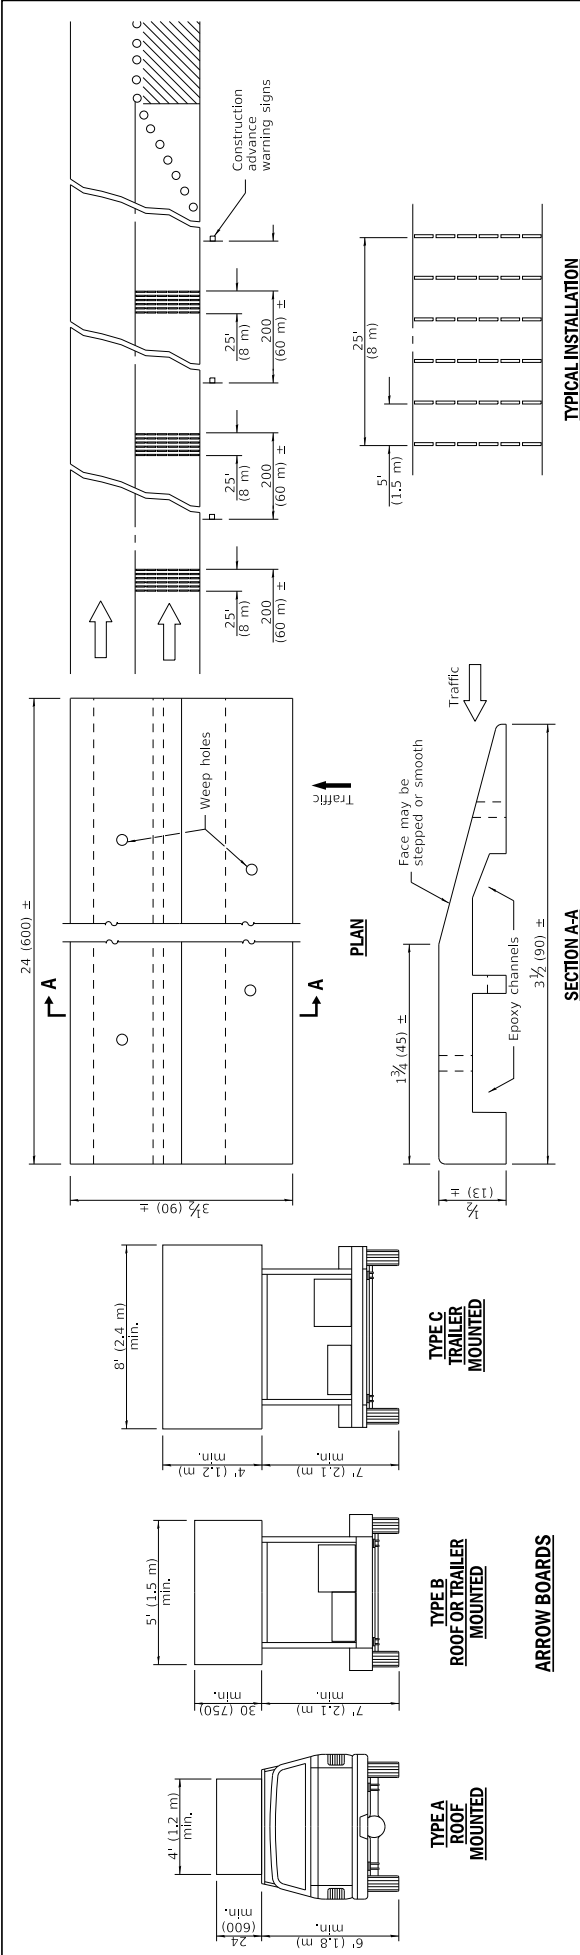 4' (1.2 m)
min.
24
(600)
min.
6' (1.8 m)
min.
TYPE A
ROOF
MOUNTED
5' (1.5 m)
min.
30 (750)
min.
7' (2.1 m)
min.
TYPE B
ROOF OR TRAILER
MOUNTED
8' (2.4 m)
min.
4' (1.2 m)
min.
7' (2.1 m)
min.
TYPE C
TRAILER
MOUNTED
ARROW BOARDS
24 (600) ±
A
A
3½ (90) ±
Weep holes
Traffic
PLAN
1¾ (45) ±
½
(13) ±
Face may be
stepped or smooth
Traffic
Epoxy channels
3½ (90) ±
SECTION A-A
25'
(8 m)
200
(60 m) ±
25'
(8 m)
200
(60 m) ±
25'
(8 m)
200
(60 m) ±
Construction
advance
warning signs
25'
(8 m)
5'
(1.5 m)
TYPICAL INSTALLATION